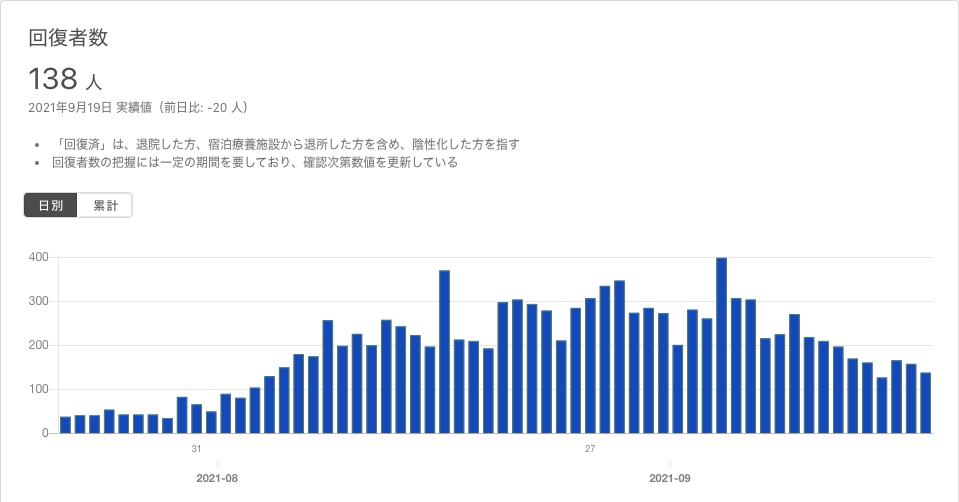 回復者数
138 人
2021年9月19日 実績値（前日比: -20 人）
• 「回復済」は、退院した方、宿泊療養施設から退所した方を含め、陰性化した方を指す
• 回復者数の把握には一定の期間を要しており、確認次第数値を更新している
日別 累計
400
300
200
100
0
31 27
2021-08 2021-09